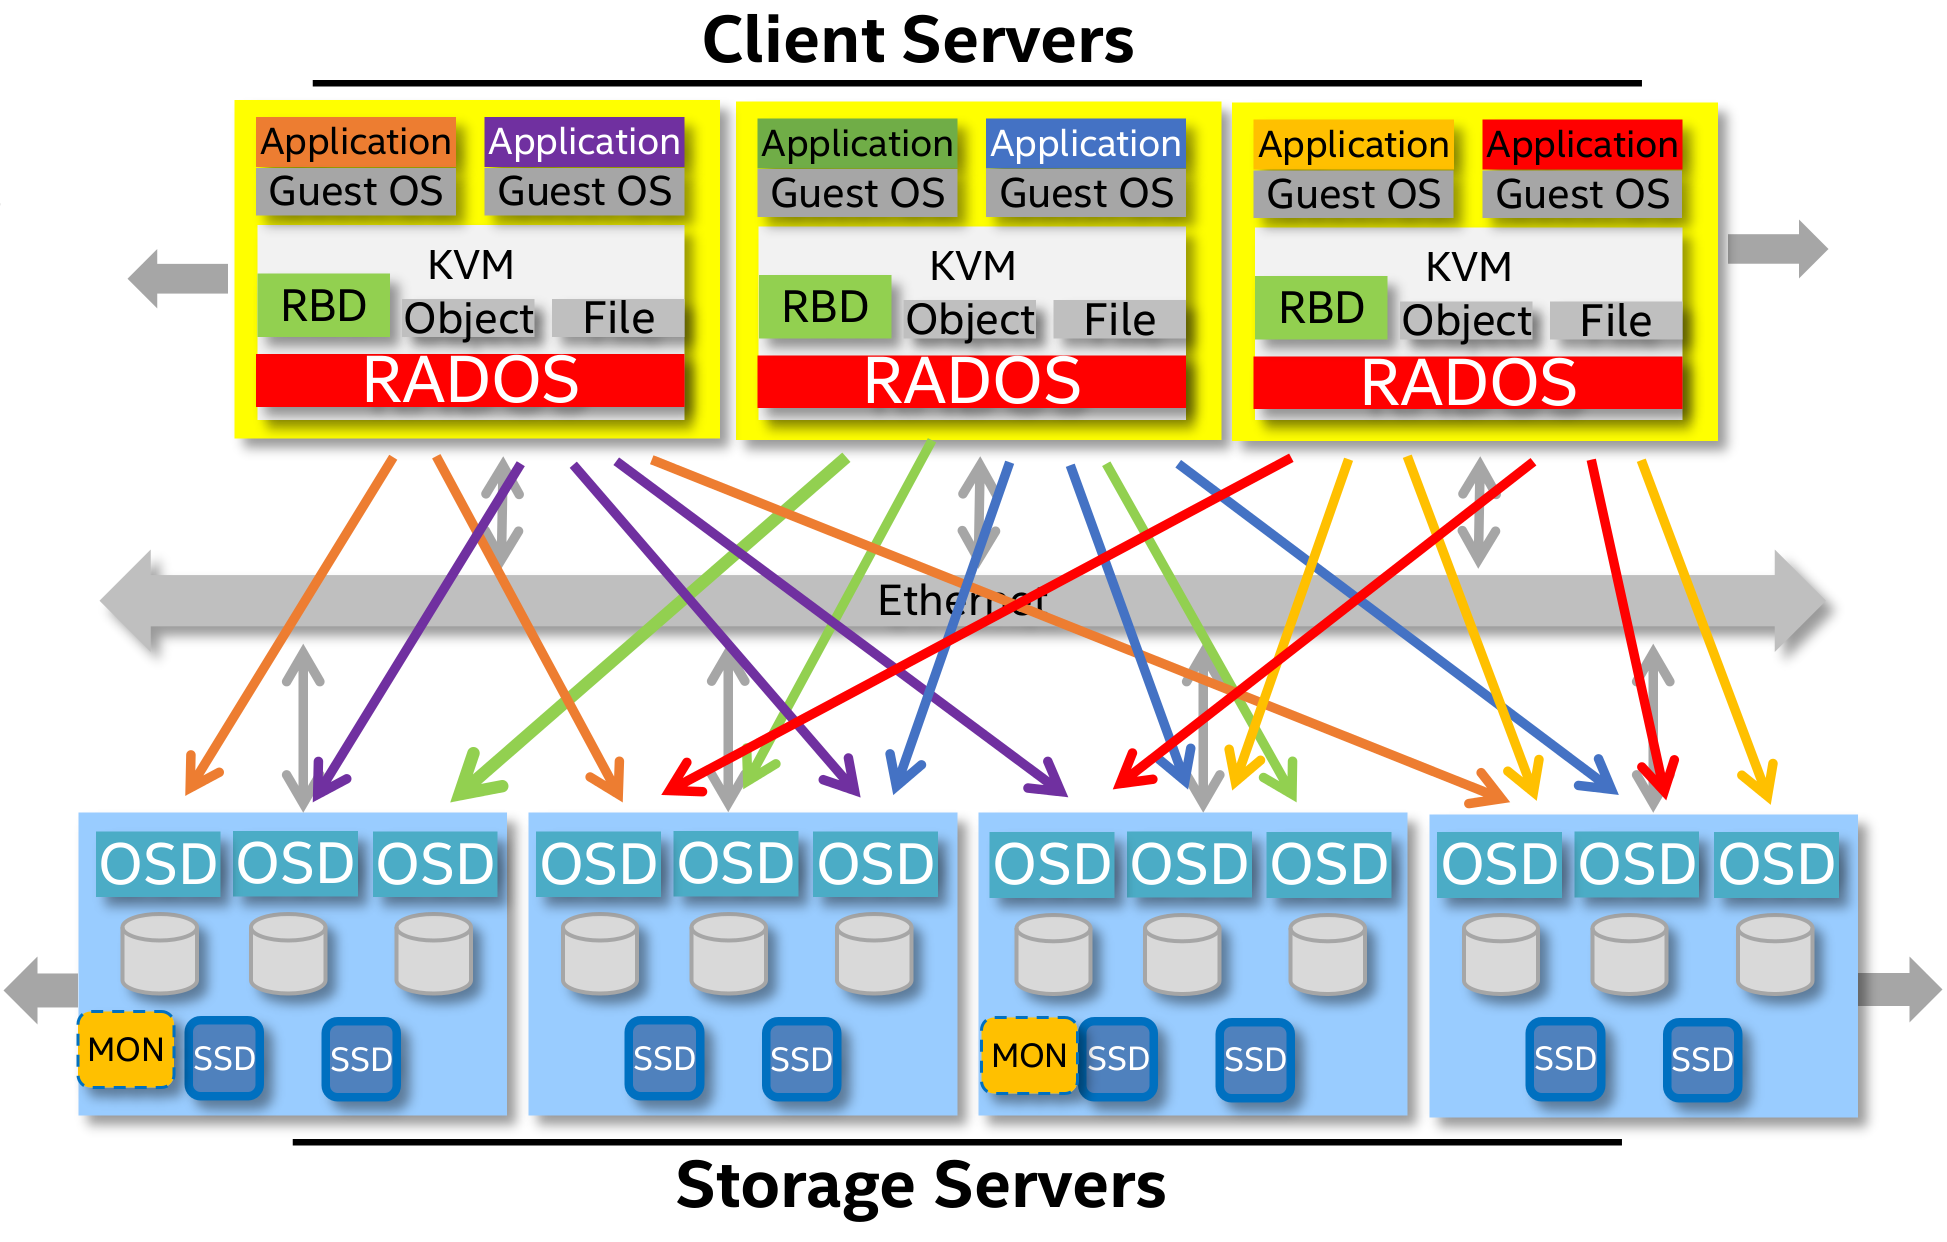 Client Servers
Application Application Application Application Application Application
Guest OS Guest OS Guest OS Guest OS Guest OS Guest OS
KVM KVM KVM
RBD Object File RBD Object File RBD Object File
RADOS RADOS RADOS
Ethernet
OSD OSD OSD OSD OSD OSD OSD OSD OSD OSD OSD OSD
MON SSD SSD SSD SSD MON SSD SSD SSD SSD
Storage Servers